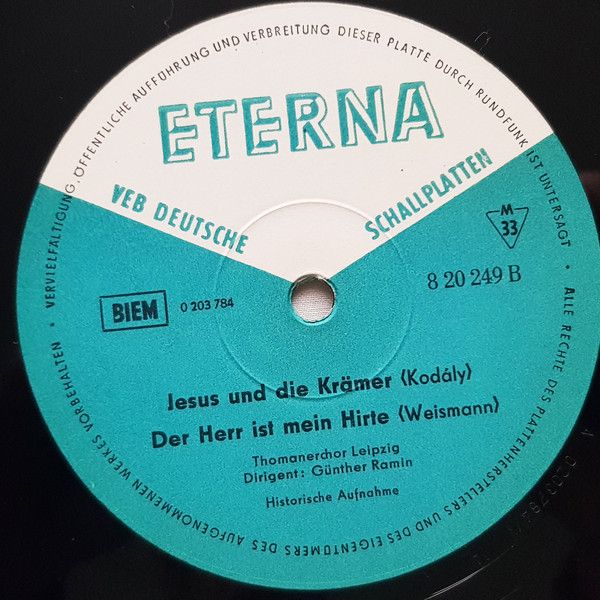 VERVIELFÄLTIGUNG, ÖFFENTLICHE AUFFÜHRUNG UND VERBREITUNG DIESER PLATTE DURCH RUNDFUNK IST UNTERSAGT • ALLE RECHTE DES PLATTENHERSTELLERS UND DES EIGENTÜMERS DES AUFGENOMMENEN WERKES VORBEHALTEN •
ETERNA
VEB DEUTSCHE SCHALLPLATTEN
M
33
8 20 249 B
BIEM 0 203 784
Jesus und die Krämer (Kodály)
Der Herr ist mein Hirte (Weismann)
Thomanerchor Leipzig
Dirigent: Günther Ramin
Historische Aufnahme